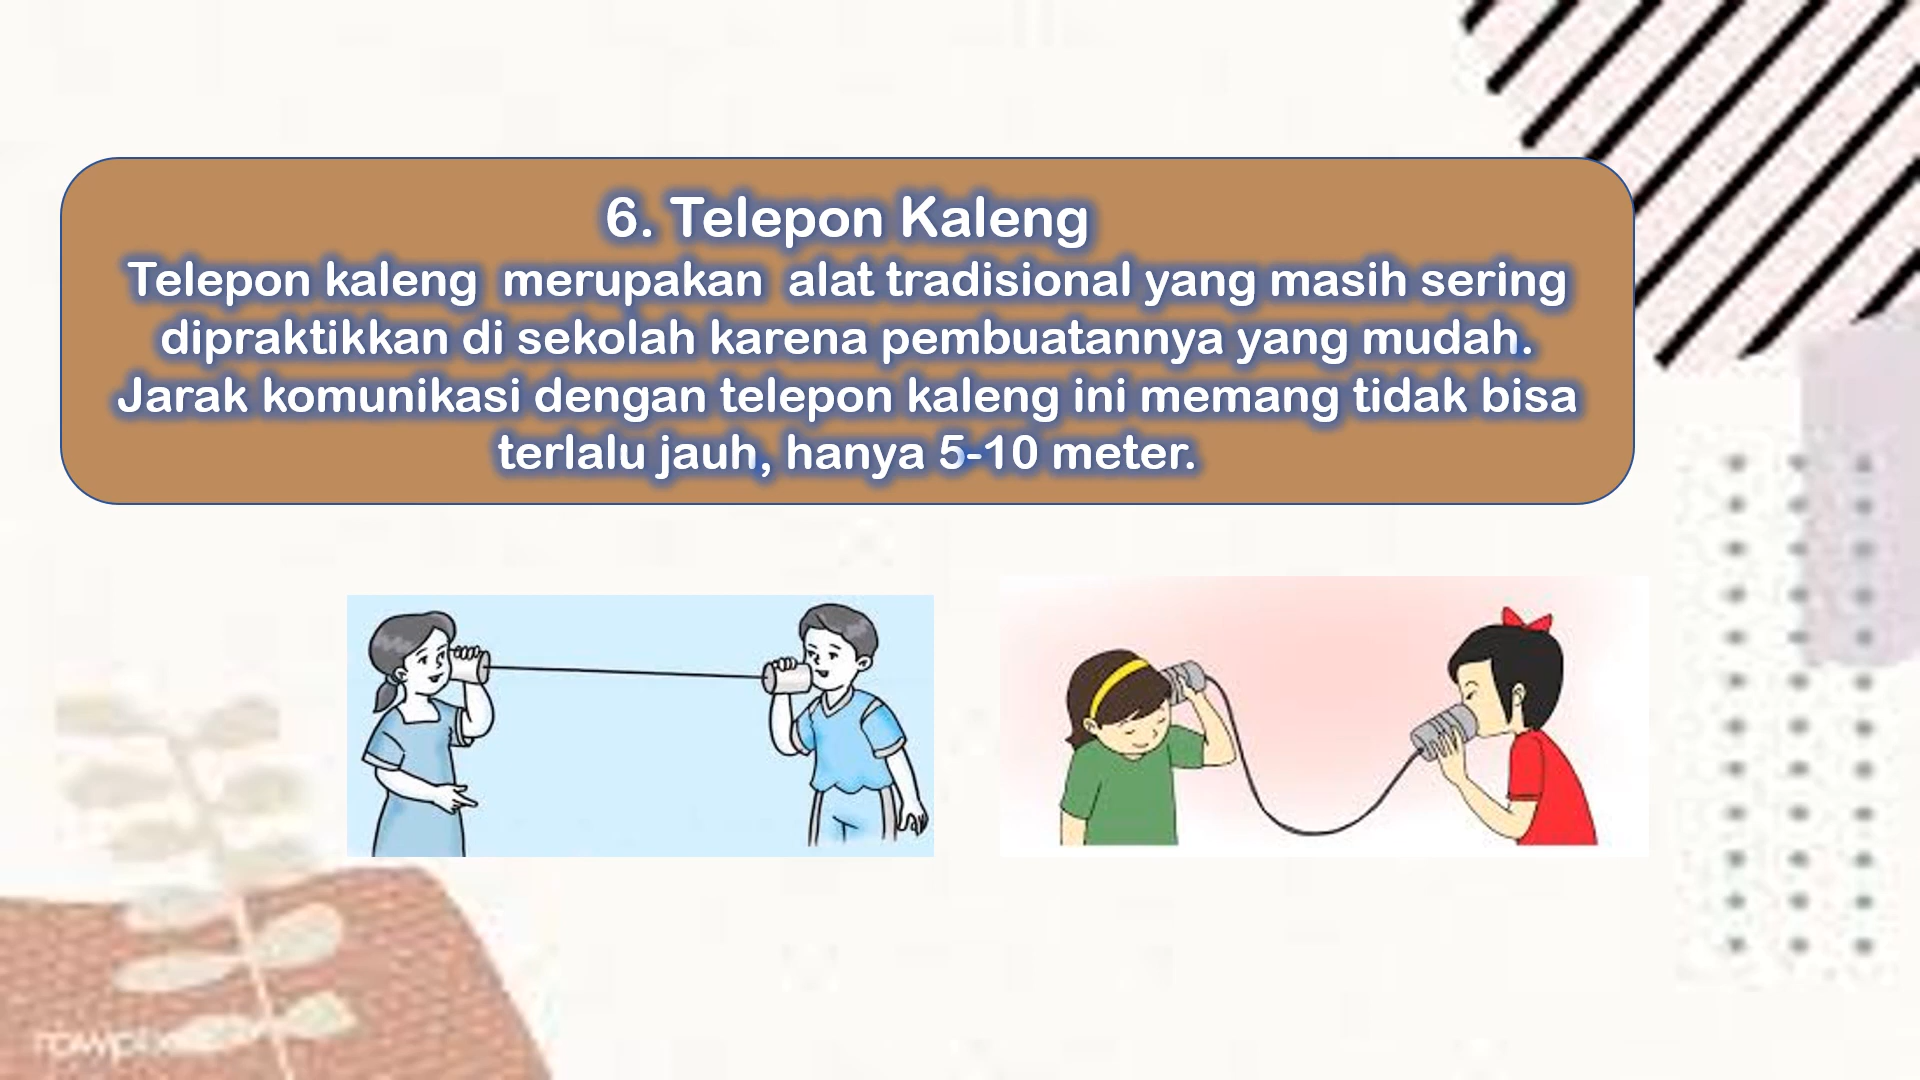 6. Telepon Kaleng
Telepon kaleng  merupakan  alat tradisional yang masih sering
dipraktikkan di sekolah karena pembuatannya yang mudah.
Jarak komunikasi dengan telepon kaleng ini memang tidak bisa
terlalu jauh, hanya 5-10 meter.